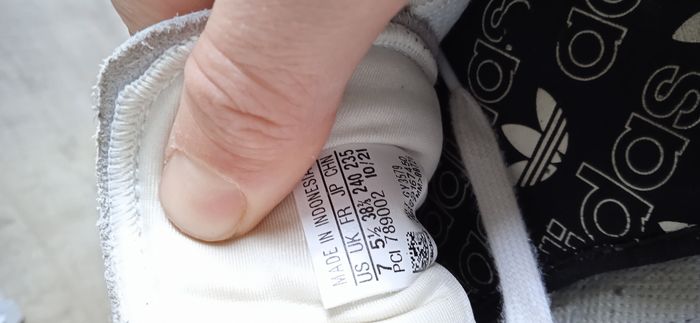 MADE IN INDONESIA
US UK FR JP CHN
7 5½ 38⅔ 240 235
PCI 789002 10/21
adidas
adidas
adidas